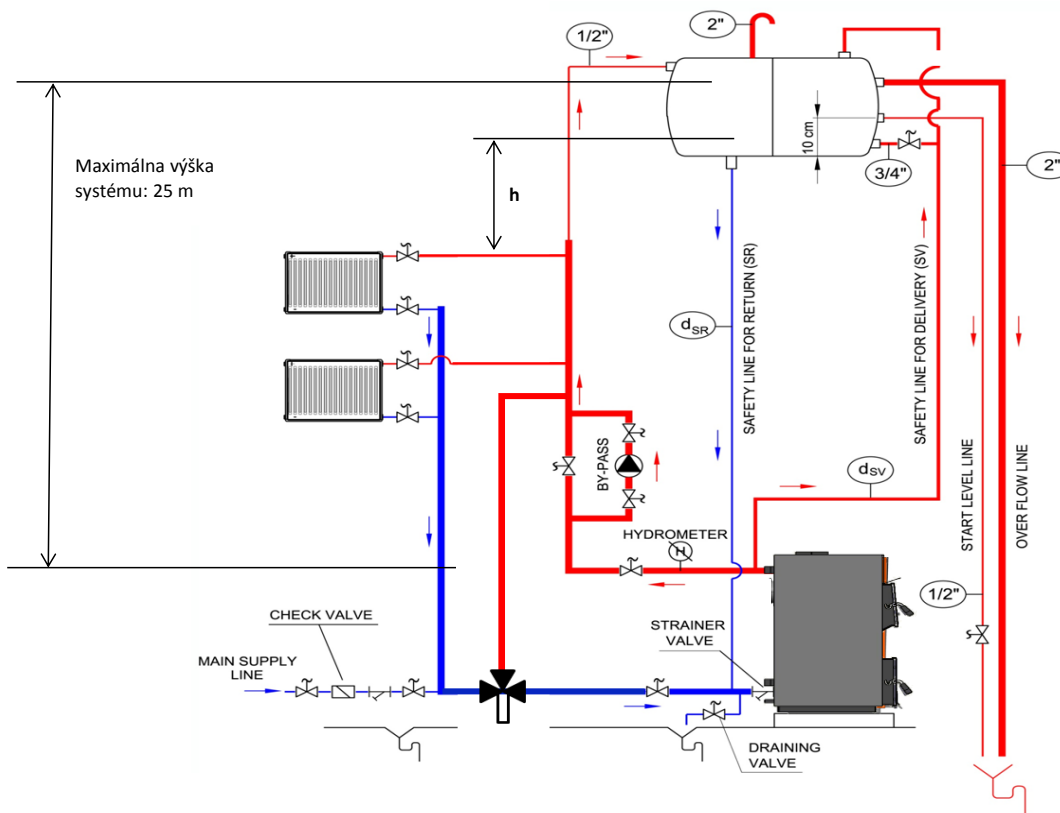 1/2"
2"
Maximálna výška
systému: 25 m
h
10 cm
3/4"
2"
dSR
SAFETY LINE FOR RETURN (SR)
SAFETY LINE FOR DELIVERY (SV)
START LEVEL LINE
OVER FLOW LINE
BY-PASS
dSV
HYDROMETER
H
1/2"
CHECK VALVE
STRAINER
VALVE
MAIN SUPPLY
LINE
DRAINING
VALVE